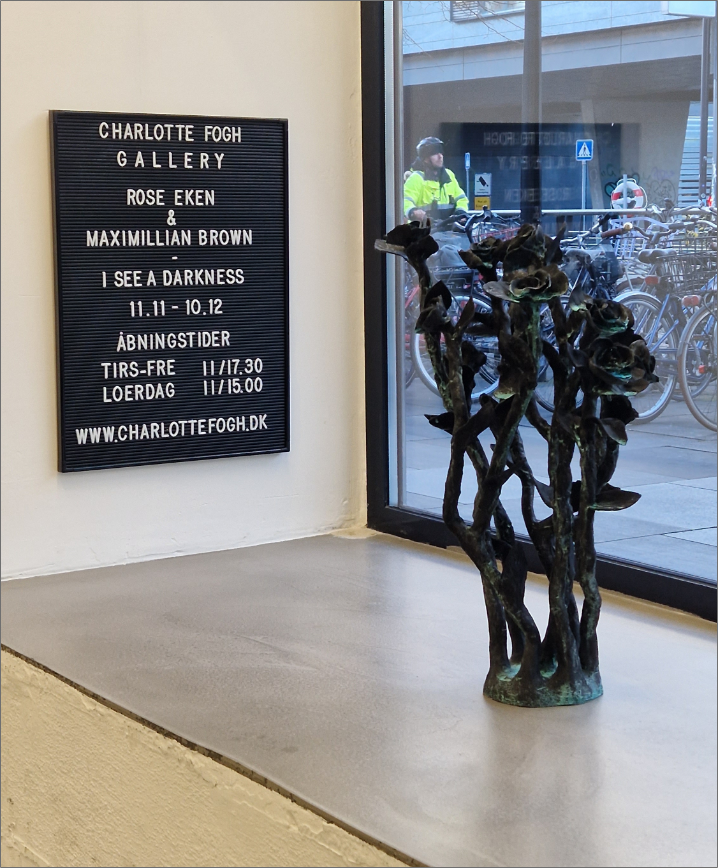 CHARLOTTE FOGH
GALLERY
ROSE EKEN
&
MAXIMILLIAN BROWN
-
I SEE A DARKNESS
11.11 - 10.12
ÅBNINGSTIDER
TIRS-FRE 11/17.30
LOERDAG 11/15.00
WWW.CHARLOTTEFOGH.DK